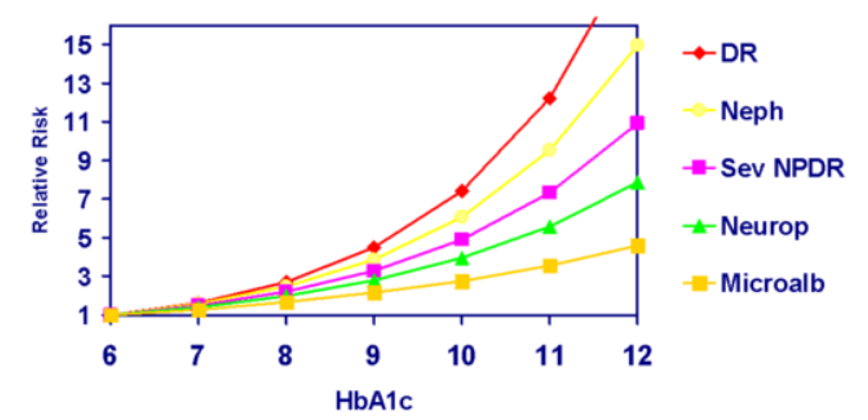 15
13
11
9
7
5
3
1
Relative Risk
6 7 8 9 10 11 12
HbA1c
DR
Neph
Sev NPDR
Neurop
Microalb